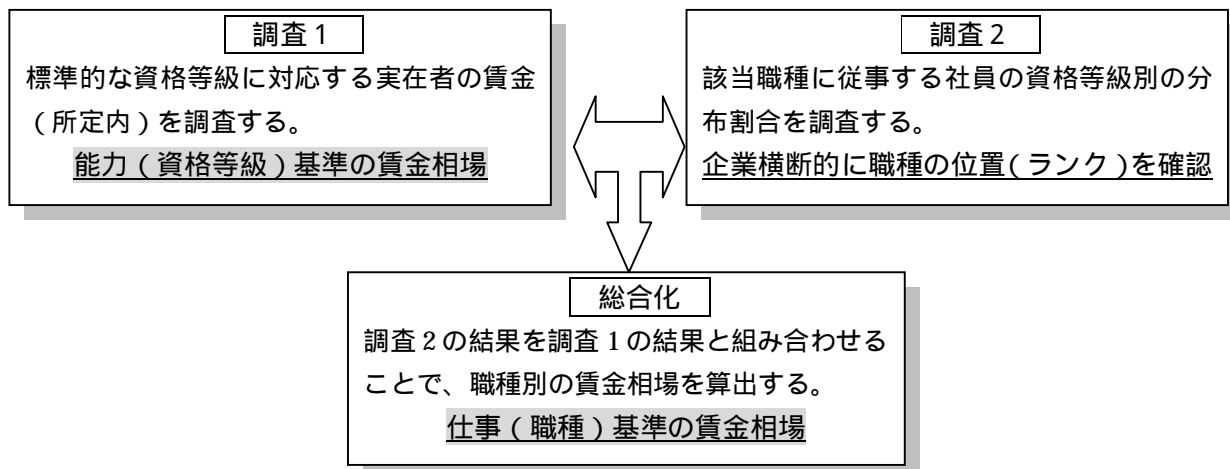 調査1
標準的な資格等級に対応する実在者の賃金
(所定内)を調査する。
能力(資格等級)基準の賃金相場
調査2
該当職種に従事する社員の資格等級別の分
布割合を調査する。
企業横断的に職種の位置(ランク)を確認
総合化
調査2の結果を調査1の結果と組み合わせる
ことで、職種別の賃金相場を算出する。
仕事(職種)基準の賃金相場